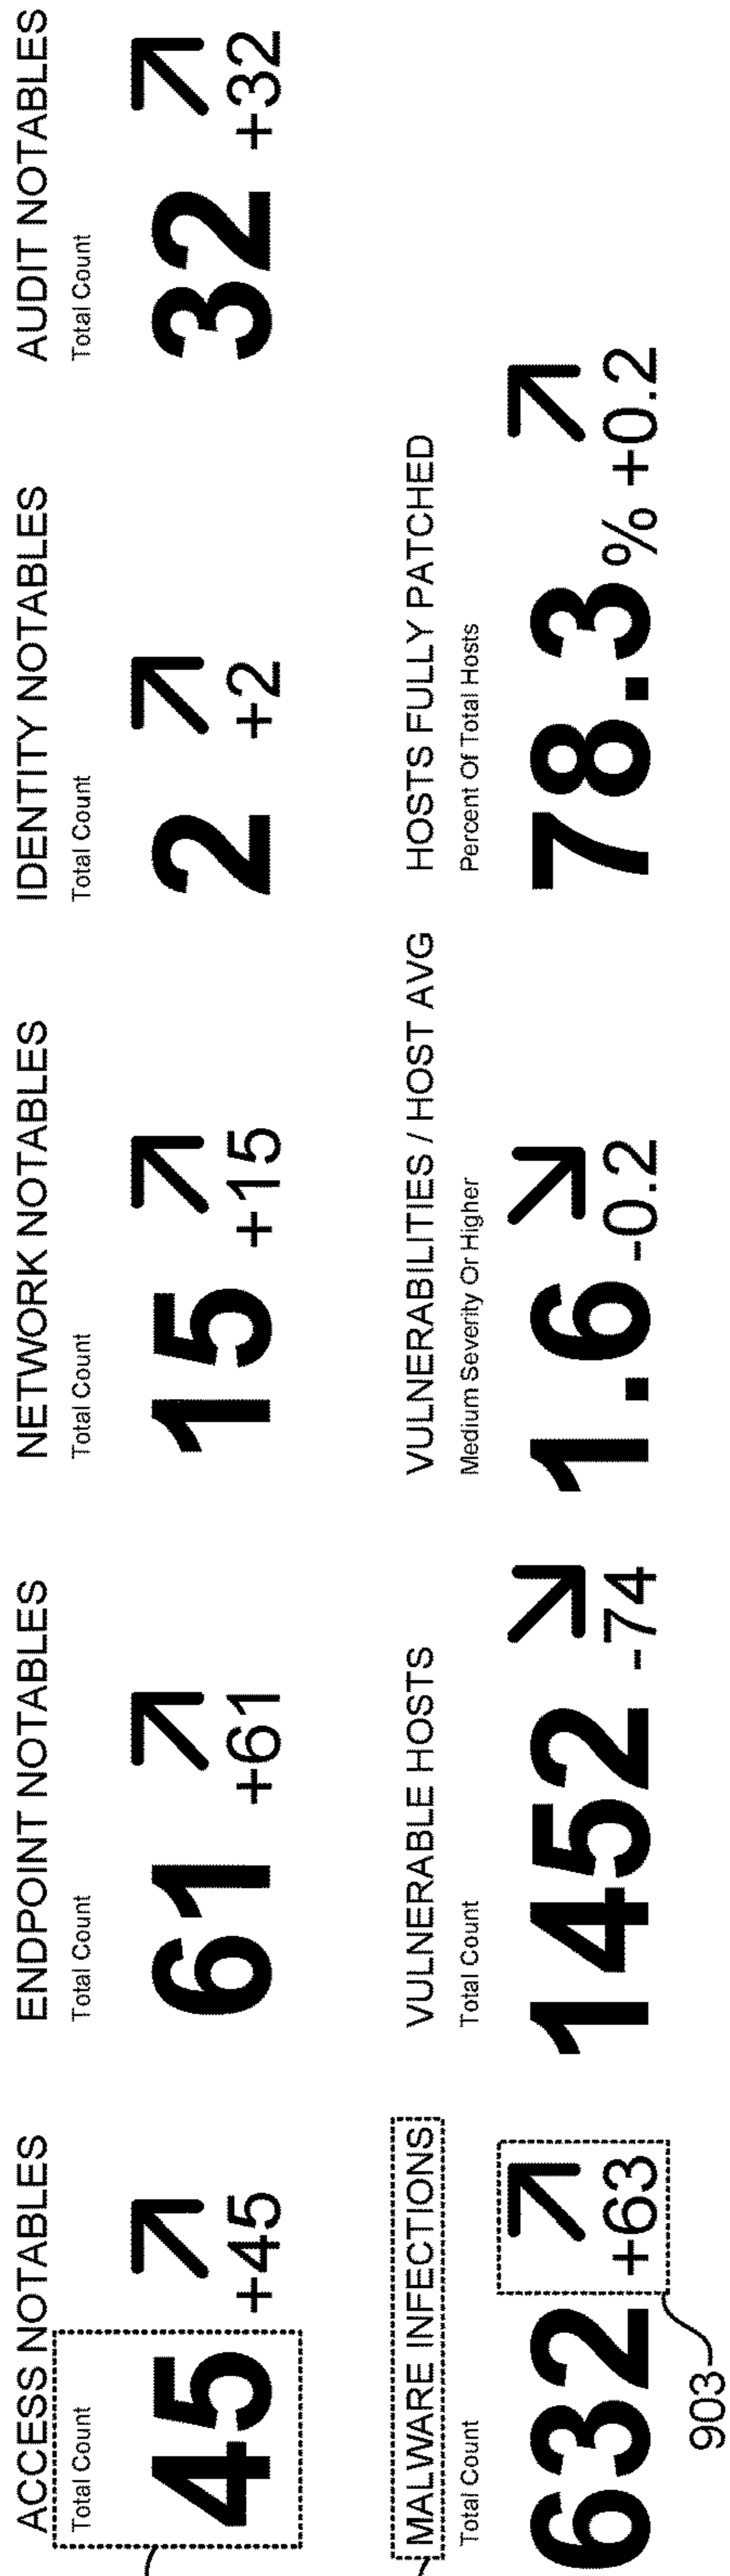 ACCESS NOTABLES
Total Count
45 +45
ENDPOINT NOTABLES
Total Count
61 +61
NETWORK NOTABLES
Total Count
15 +15
IDENTITY NOTABLES
Total Count
2 +2
AUDIT NOTABLES
Total Count
32 +32
MALWARE INFECTIONS
Total Count
632 +63
903
VULNERABLE HOSTS
Total Count
1452 -74
VULNERABILITIES / HOST AVG
Medium Severity Or Higher
1.6 -0.2
HOSTS FULLY PATCHED
Percent Of Total Hosts
78.3% +0.2